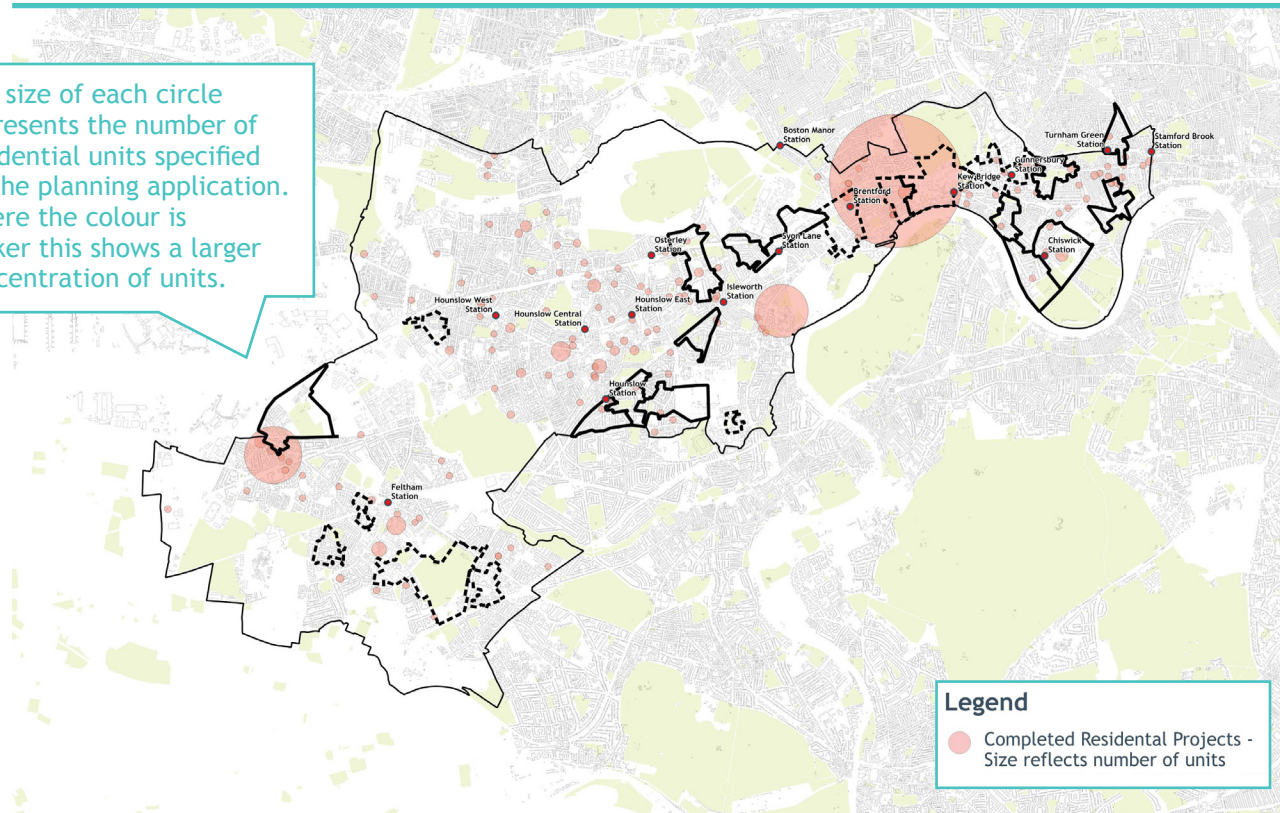 size of each circle
resents the number of
dential units specified
he planning application.
ere the colour is
ker this shows a larger
centration of units.
Boston Manor
Station
Turnham Green
Station
Stamford Brook
Station
Gunnersbury
Station
Kew Bridge
Station
Brentford
Station
Syon Lane
Station
Chiswick
Station
Osterley
Station
Isleworth
Station
Hounslow West
Station
Hounslow Central
Station
Hounslow East
Station
Hounslow
Station
Feltham
Station
Legend
Completed Residental Projects -
Size reflects number of units